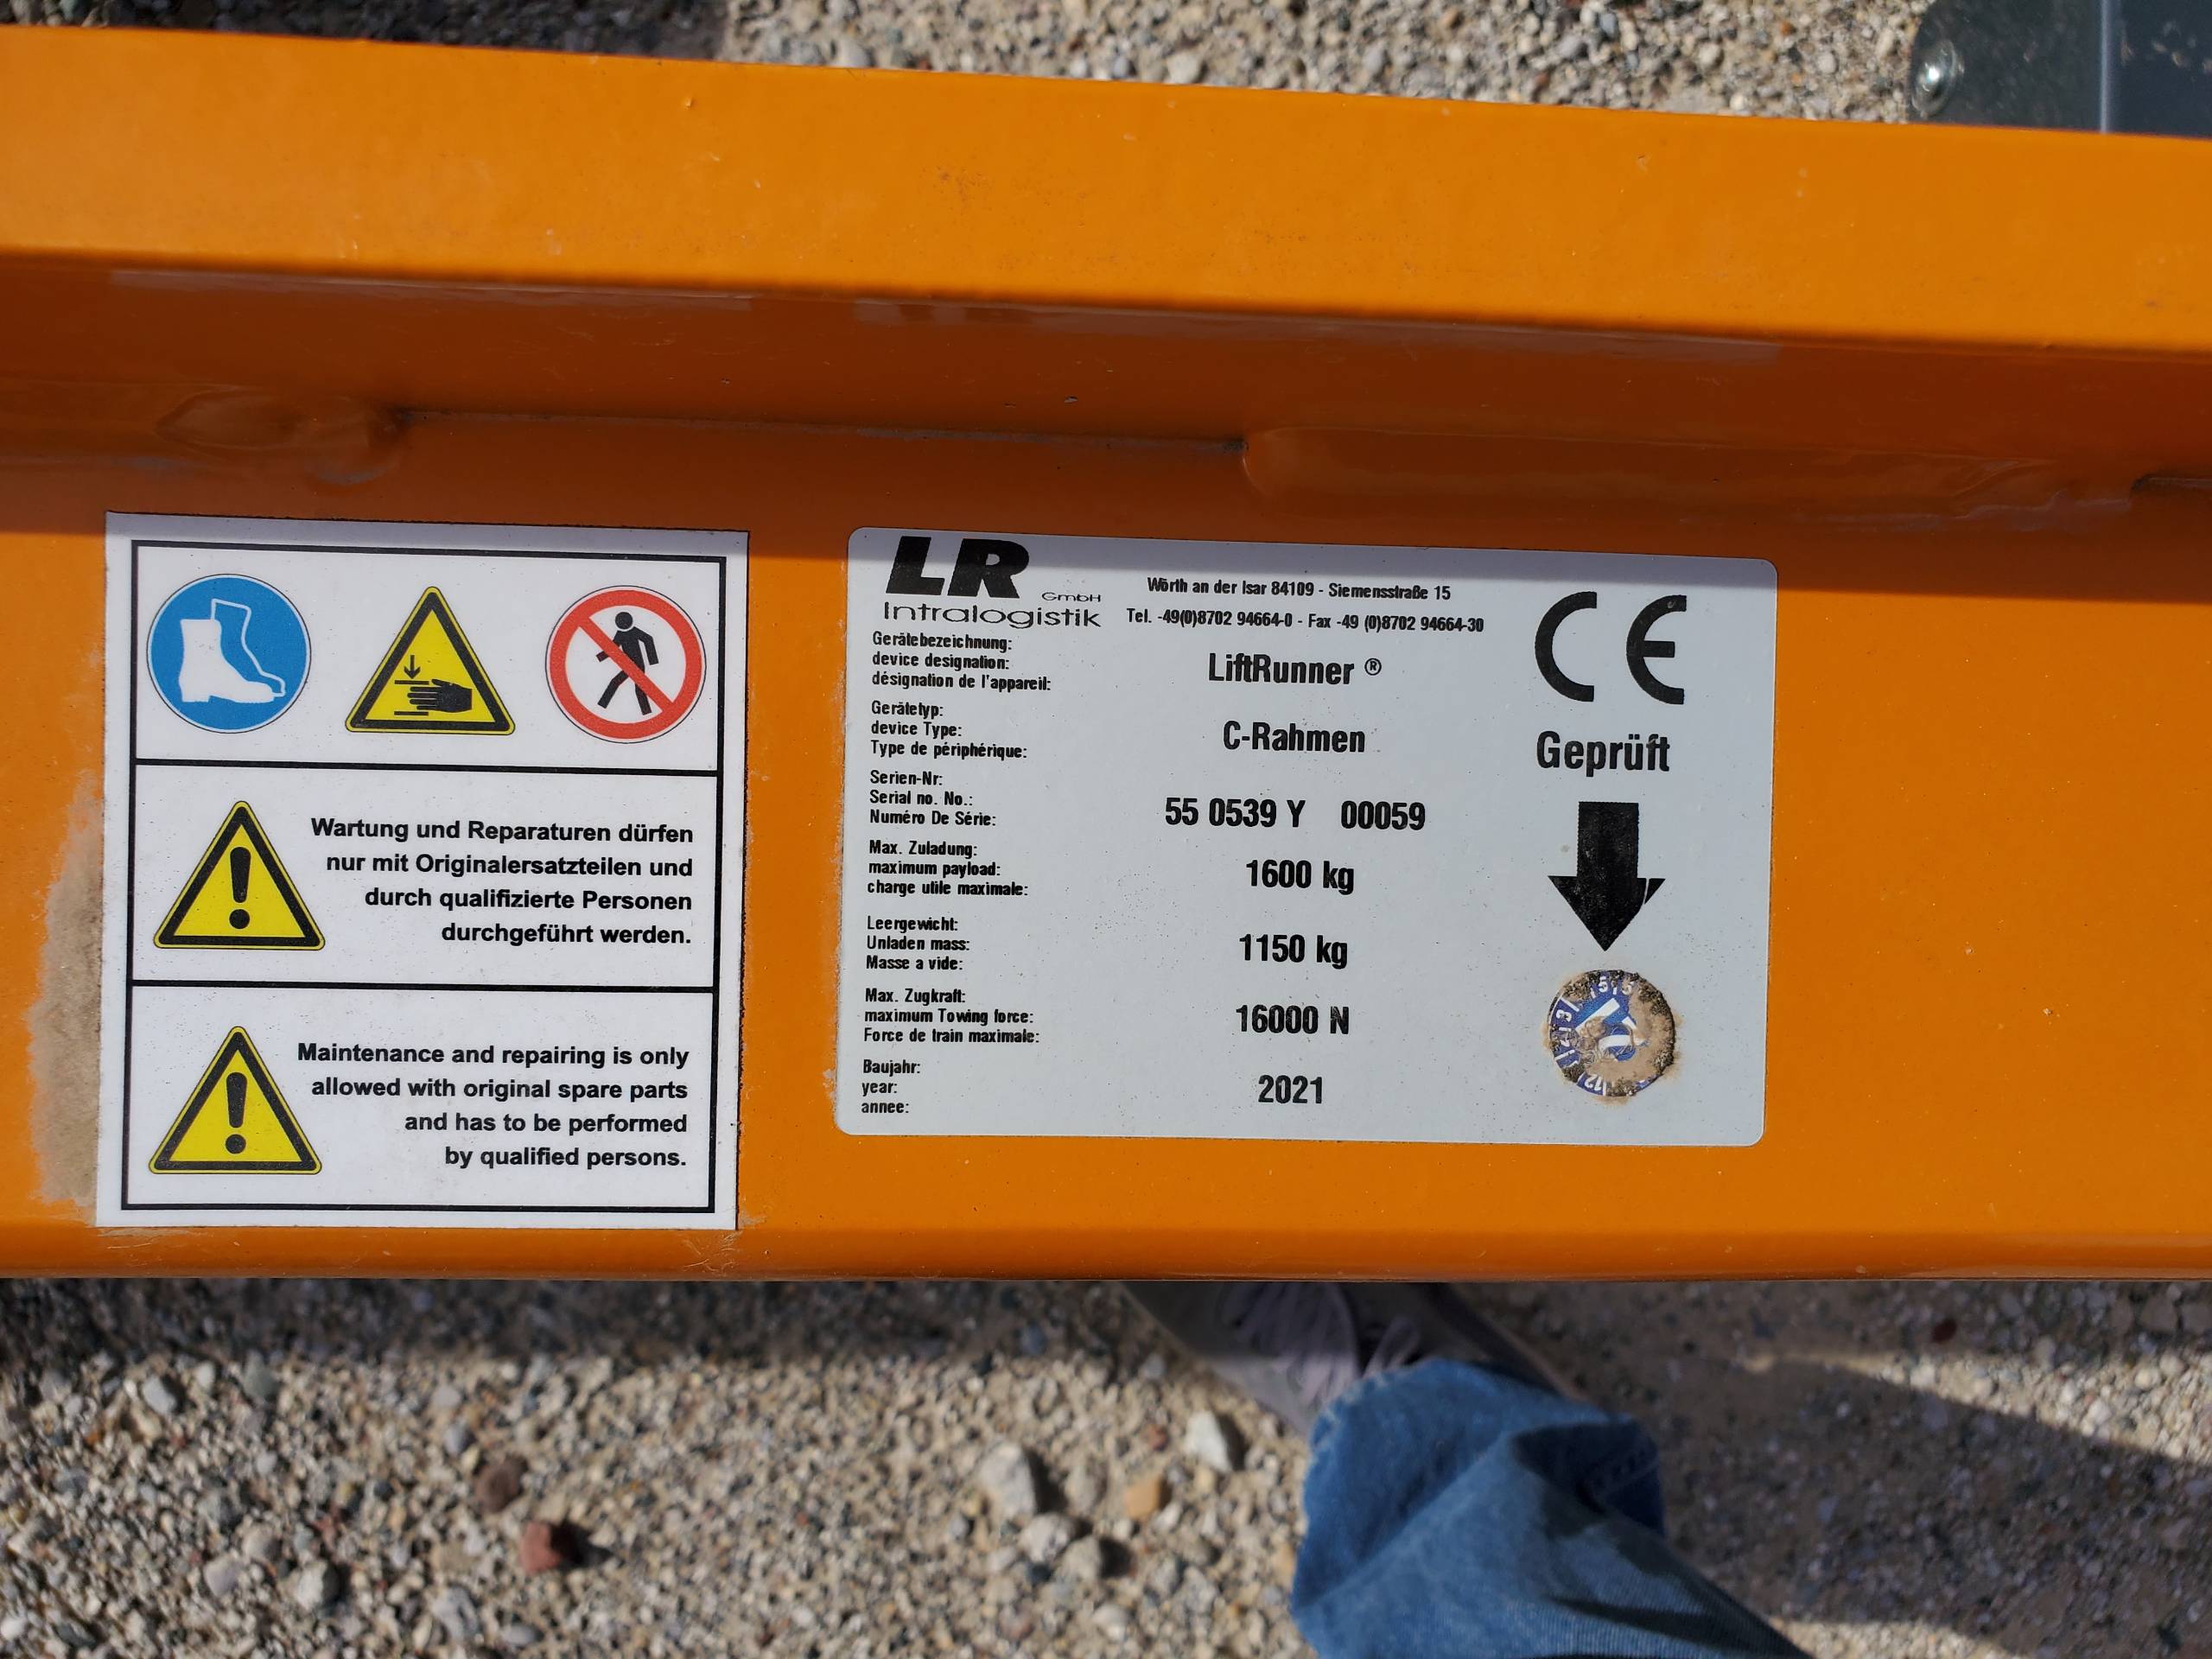 Wartung und Reparaturen dürfen
nur mit Originalersatzteilen und
durch qualifizierte Personen
durchgeführt werden.
Maintenance and repairing is only
allowed with original spare parts
and has to be performed
by qualified persons.
LR
GmbH
Intralogistik
Wörth an der Isar 84109 - Siemensstraße 15
Tel. -49(0)8702 94664-0 - Fax -49 (0)8702 94664-30
Gerätebezeichnung:
device designation:
désignation de l'appareil:
LiftRunner ®
Gerätetyp:
device Type:
Type de périphérique:
C-Rahmen
Serien-Nr:
Serial no. No.:
Numéro De Série:
55 0539 Y 00059
Max. Zuladung:
maximum payload:
charge utile maximale:
1600 kg
Leergewicht:
Unladen mass:
Masse a vide:
1150 kg
Max. Zugkraft:
maximum Towing force:
Force de train maximale:
16000 N
Baujahr:
year:
annee:
2021
CE
Geprüft